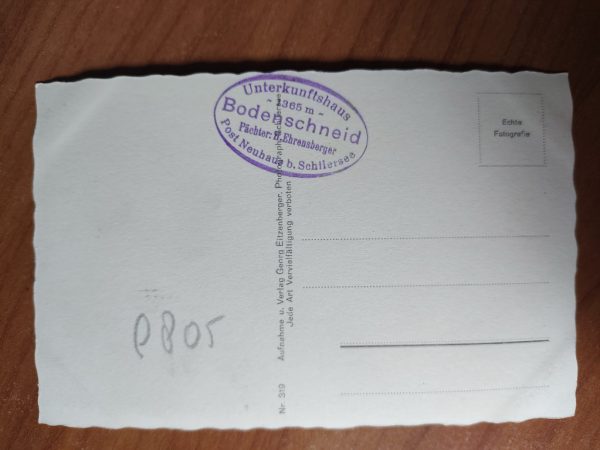 Unterkunftshaus
- 1365 m -
Bodenschneid
Pächter: H. Ehrensberger
Post Neuhaus b. Schliersee
Echte
Fotografie
Nr. 319 Aufnahme u. Verlag Georg Eitzenberger,
Jede Art Vervielfältigung verboten
P805